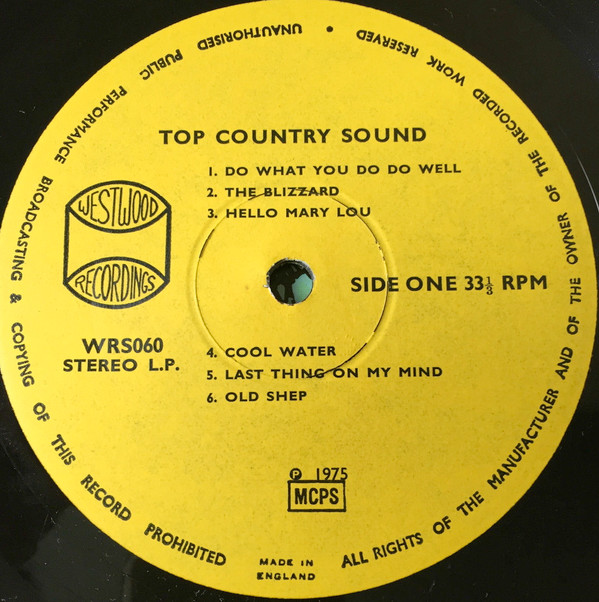 ALL RIGHTS OF THE MANUFACTURER AND OF THE OWNER OF THE RECORDED WORK RESERVED • UNAUTHORISED PUBLIC PERFORMANCE BROADCASTING & COPYING OF THIS RECORD PROHIBITED
TOP COUNTRY SOUND
1. DO WHAT YOU DO DO WELL
2. THE BLIZZARD
3. HELLO MARY LOU
WESTWOOD
RECORDINGS
SIDE ONE 33⅓ RPM
WRS060
STEREO L.P.
4. COOL WATER
5. LAST THING ON MY MIND
6. OLD SHEP
℗ 1975
MCPS
MADE IN
ENGLAND